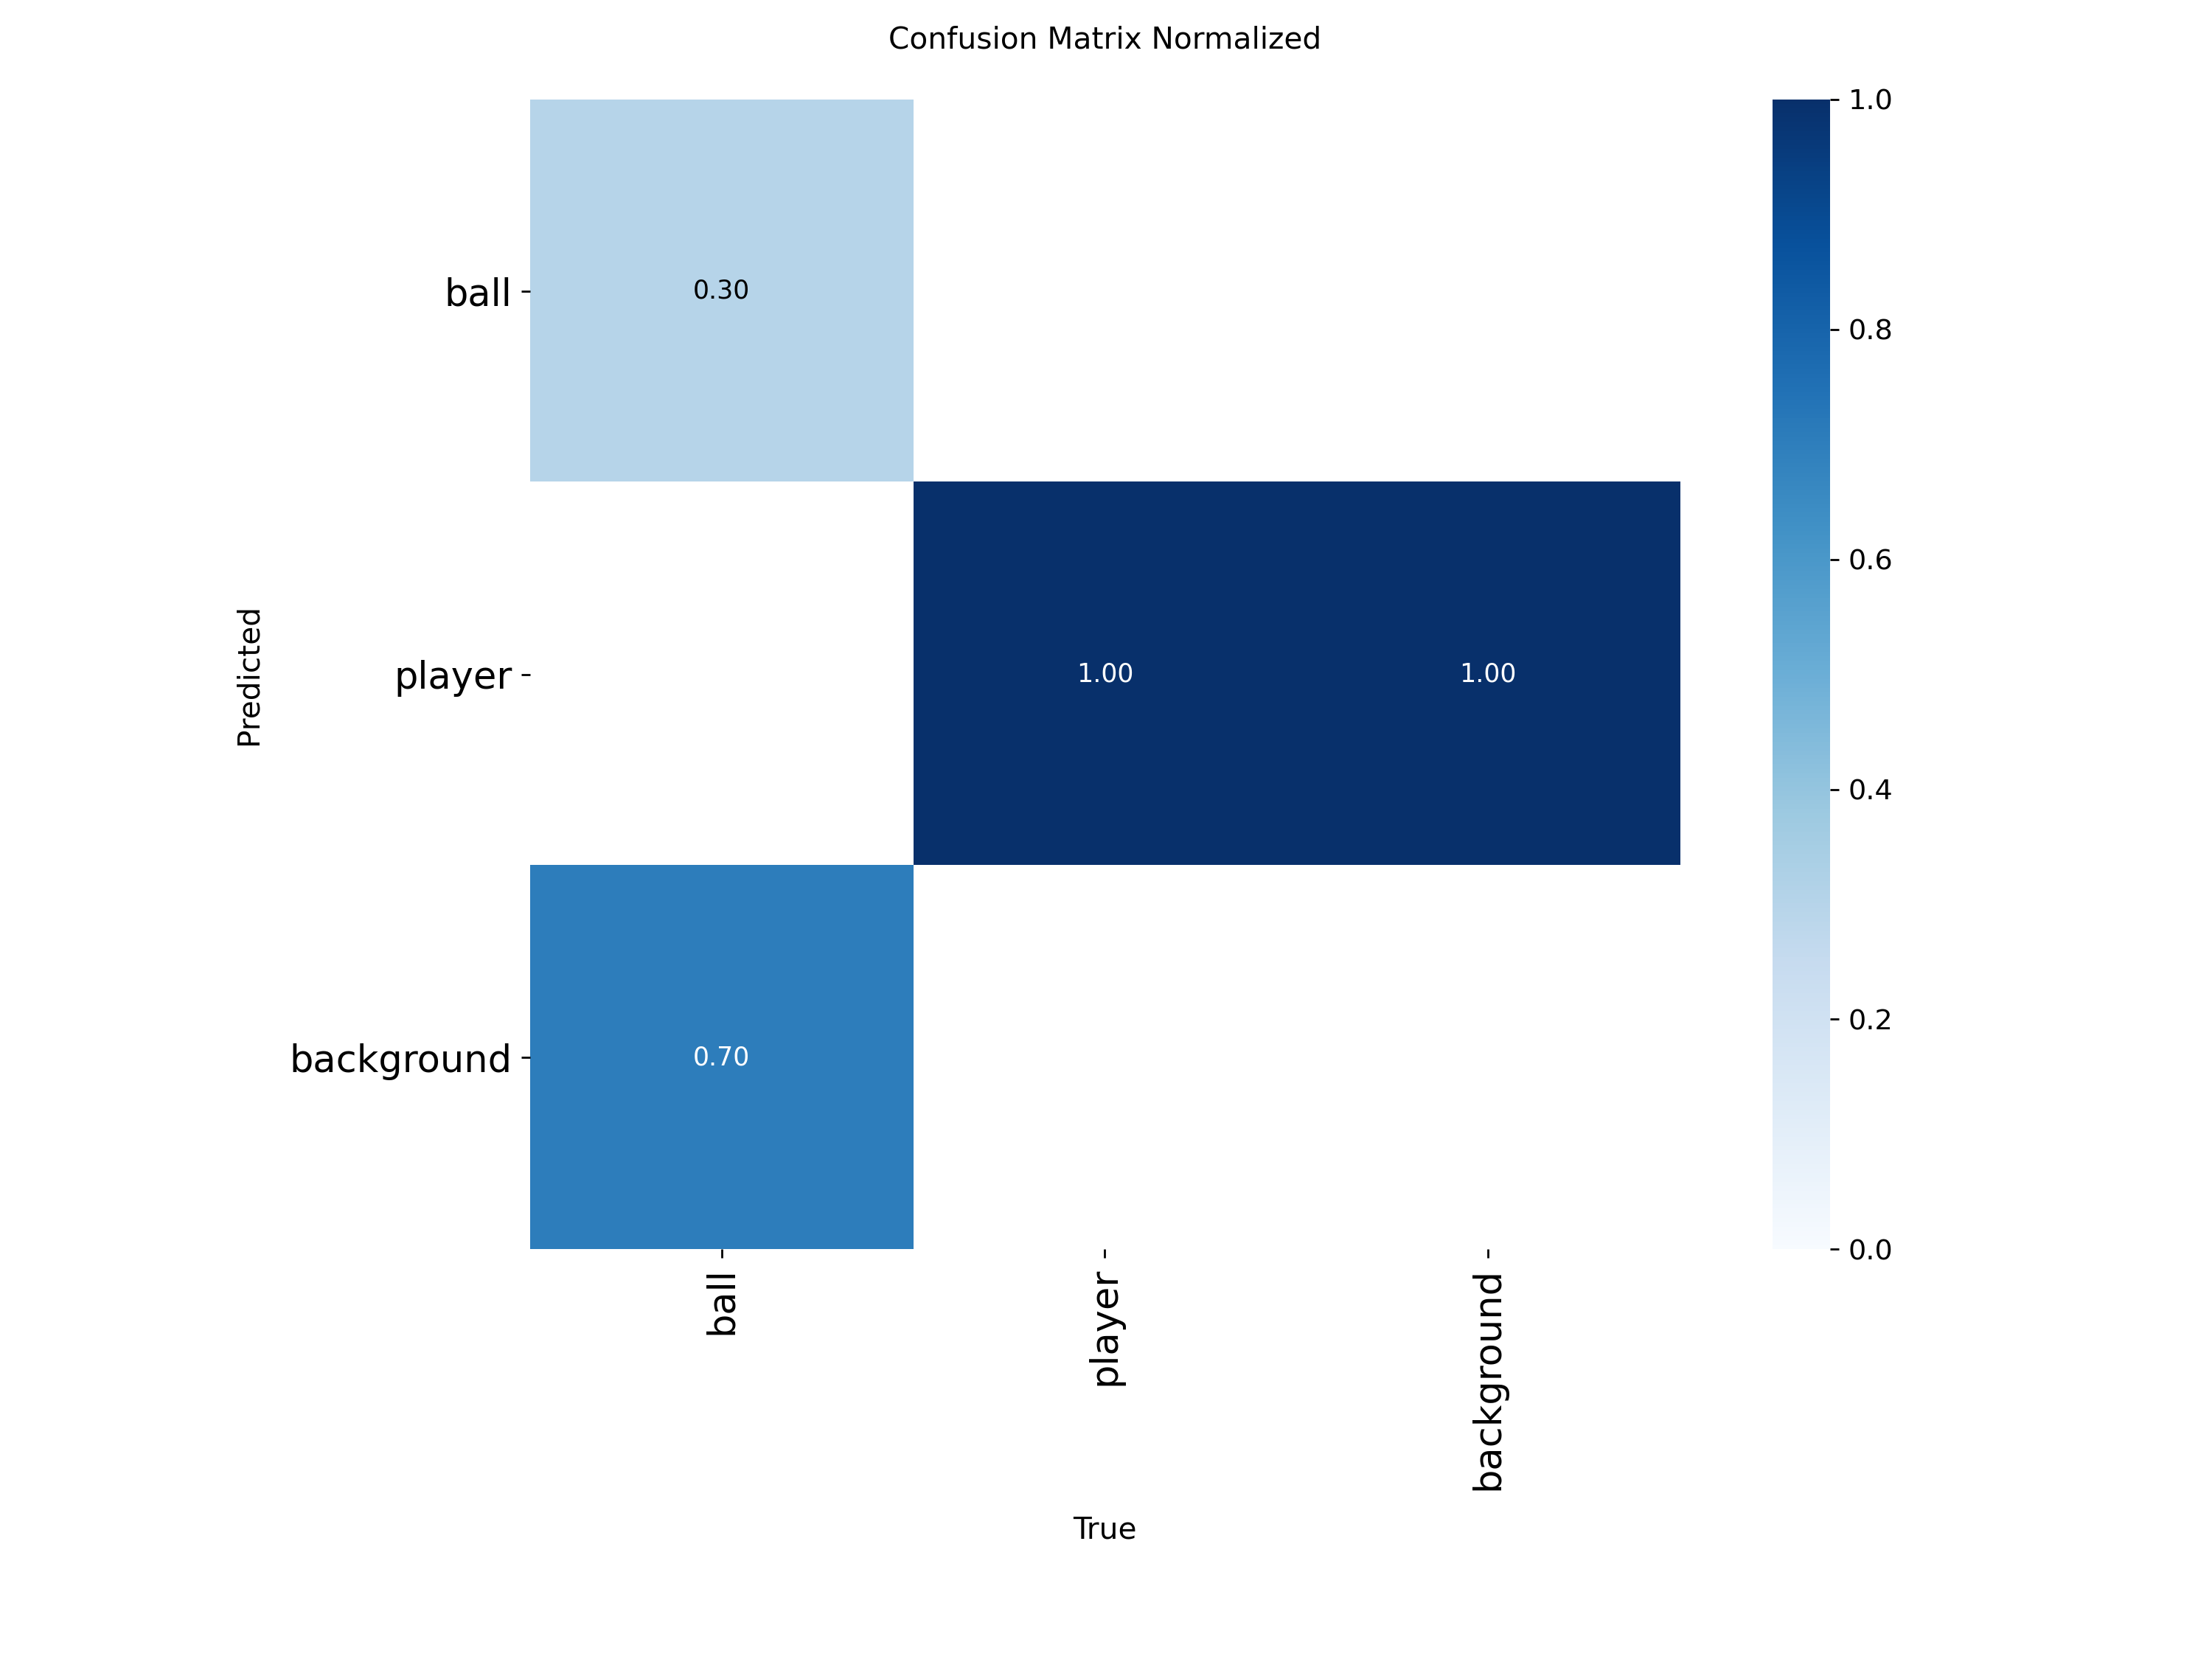 Confusion Matrix Normalized
1.0
0.8
0.6
0.4
0.2
0.0
Predicted
ball
player
background
0.30
1.00
1.00
0.70
ball
player
background
True